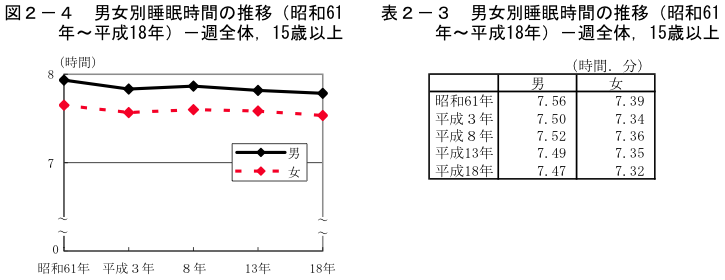 図２－４　男女別睡眠時間の推移（昭和61
年～平成18年）－週全体，15歳以上
(時間)
8
7
0
男
女
昭和61年
平成３年
８年
13年
18年
表２－３　男女別睡眠時間の推移（昭和61
年～平成18年）－週全体，15歳以上
(時間．分)
男 女
昭和61年 7.56 7.39
平成３年 7.50 7.34
平成８年 7.52 7.36
平成13年 7.49 7.35
平成18年 7.47 7.32